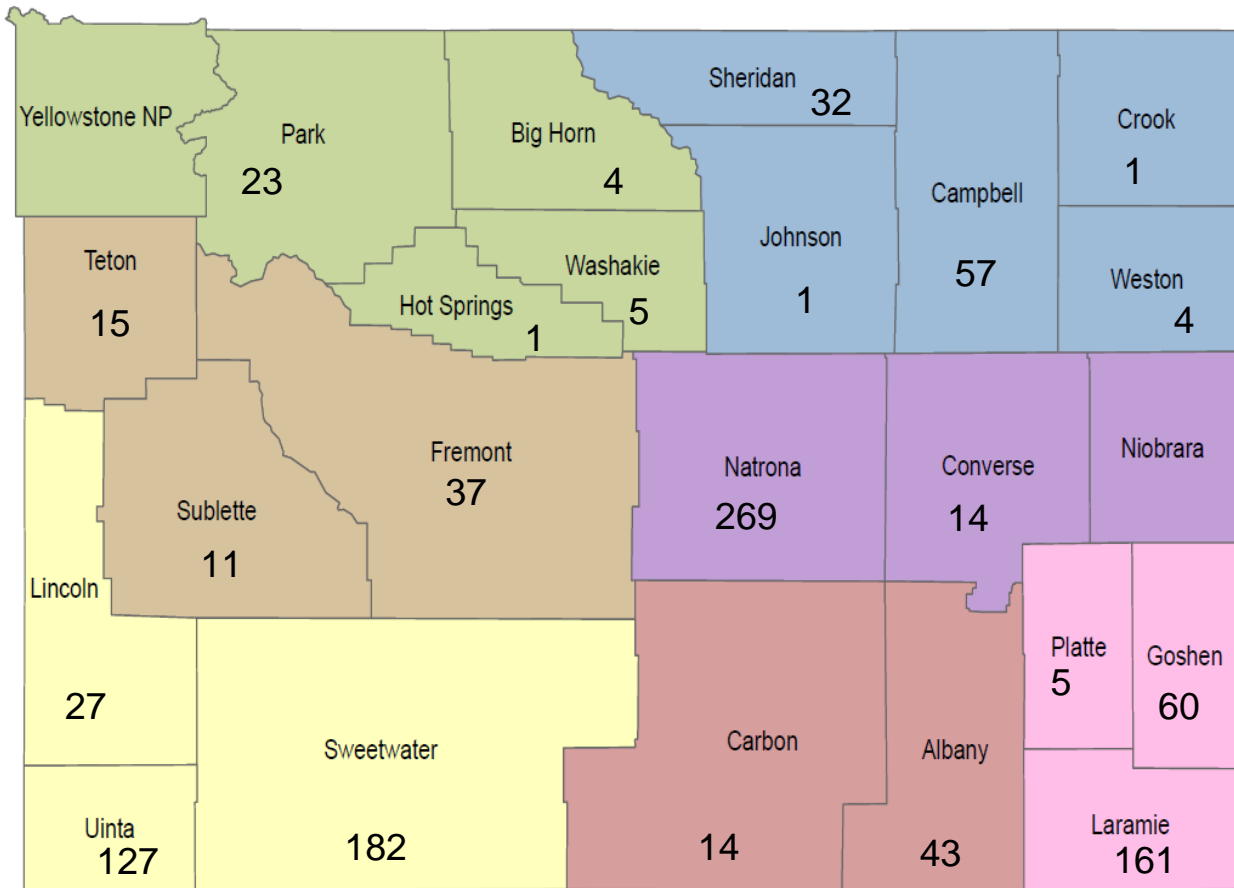 Yellowstone NP
Park
23
Big Horn
4
Sheridan
32
Campbell
57
Crook
1
Teton
15
Hot Springs
1
Washakie
5
Johnson
1
Weston
4
Fremont
37
Sublette
11
Natrona
269
Converse
14
Niobrara
Lincoln
27
Sweetwater
182
Uinta
127
Carbon
14
Albany
43
Platte
5
Goshen
60
Laramie
161